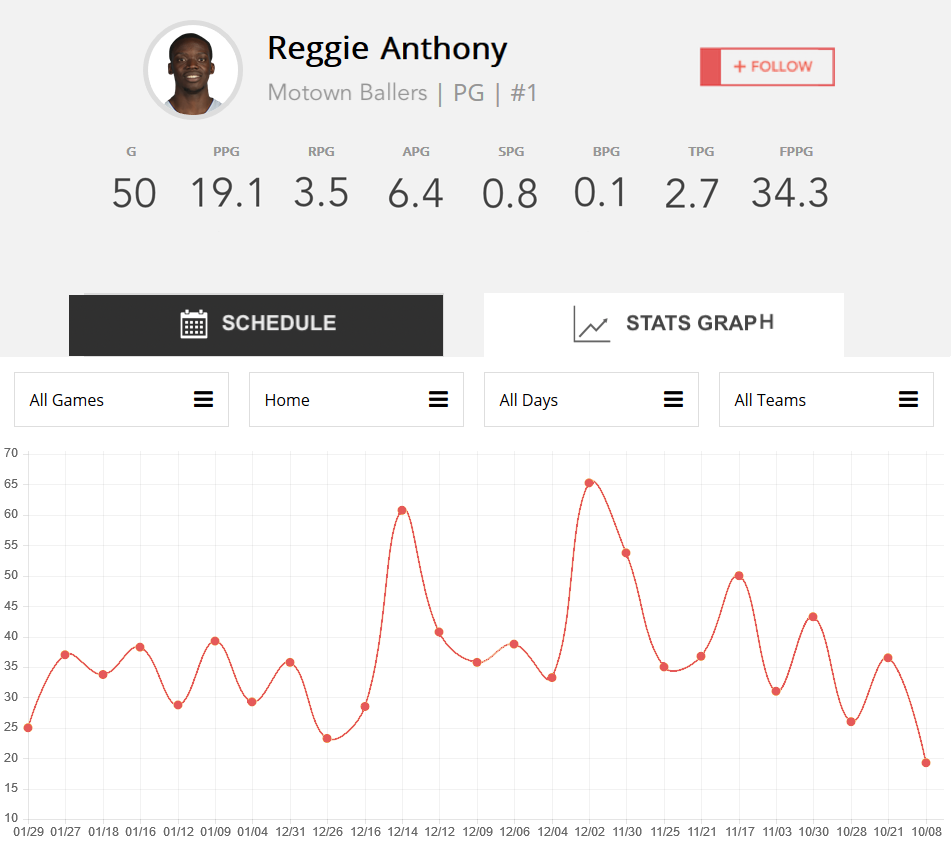 Reggie Anthony
Motown Ballers | PG | #1
+ FOLLOW
G PPG RPG APG SPG BPG TPG FPPG
50 19.1 3.5 6.4 0.8 0.1 2.7 34.3
SCHEDULE STATS GRAPH
All Games Home All Days All Teams
70
65
60
55
50
45
40
35
30
25
20
15
10
01/29 01/27 01/18 01/16 01/12 01/09 01/04 12/31 12/26 12/16 12/14 12/12 12/09 12/06 12/04 12/02 11/30 11/25 11/21 11/17 11/03 10/30 10/28 10/21 10/08